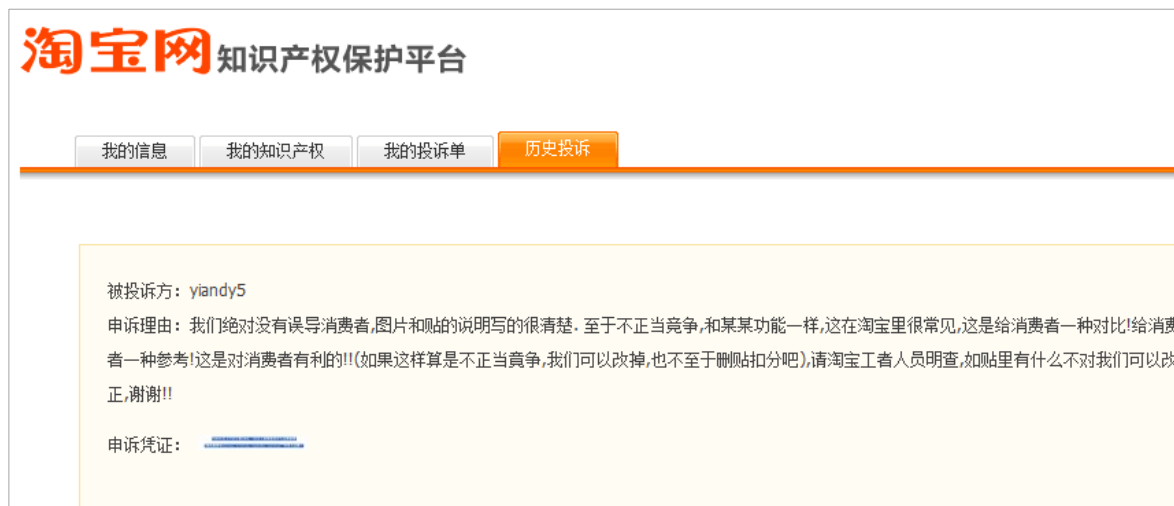 淘宝网知识产权保护平台
我的信息 我的知识产权 我的投诉单 历史投诉
被投诉方：yiandy5
申诉理由：我们绝对没有误导消费者,图片和贴的说明写的很清楚. 至于不正当竟争,和某某功能一样,这在淘宝里很常见,这是给消费者一种对比!给消费
者一种参考!这是对消费者有利的!!(如果这样算是不正当竟争,我们可以改掉,也不至于删贴扣分吧),请淘宝工者人员明查,如贴里有什么不对我们可以改
正,谢谢!!
申诉凭证：